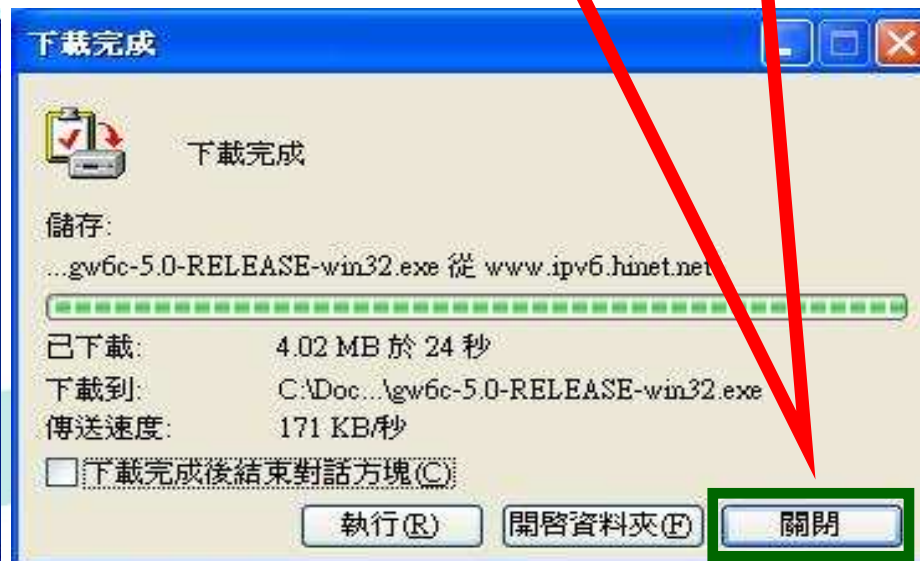 下載完成
下載完成
儲存:
...gw6c-5.0-RELEASE-win32.exe 從 www.ipv6.hinet.net
已下載: 4.02 MB 於 24 秒
下載到: C:\Doc...\gw6c-5.0-RELEASE-win32.exe
傳送速度: 171 KB/秒
下載完成後結束對話方塊(C)
執行(R) 開啓資料夾(F) 關閉